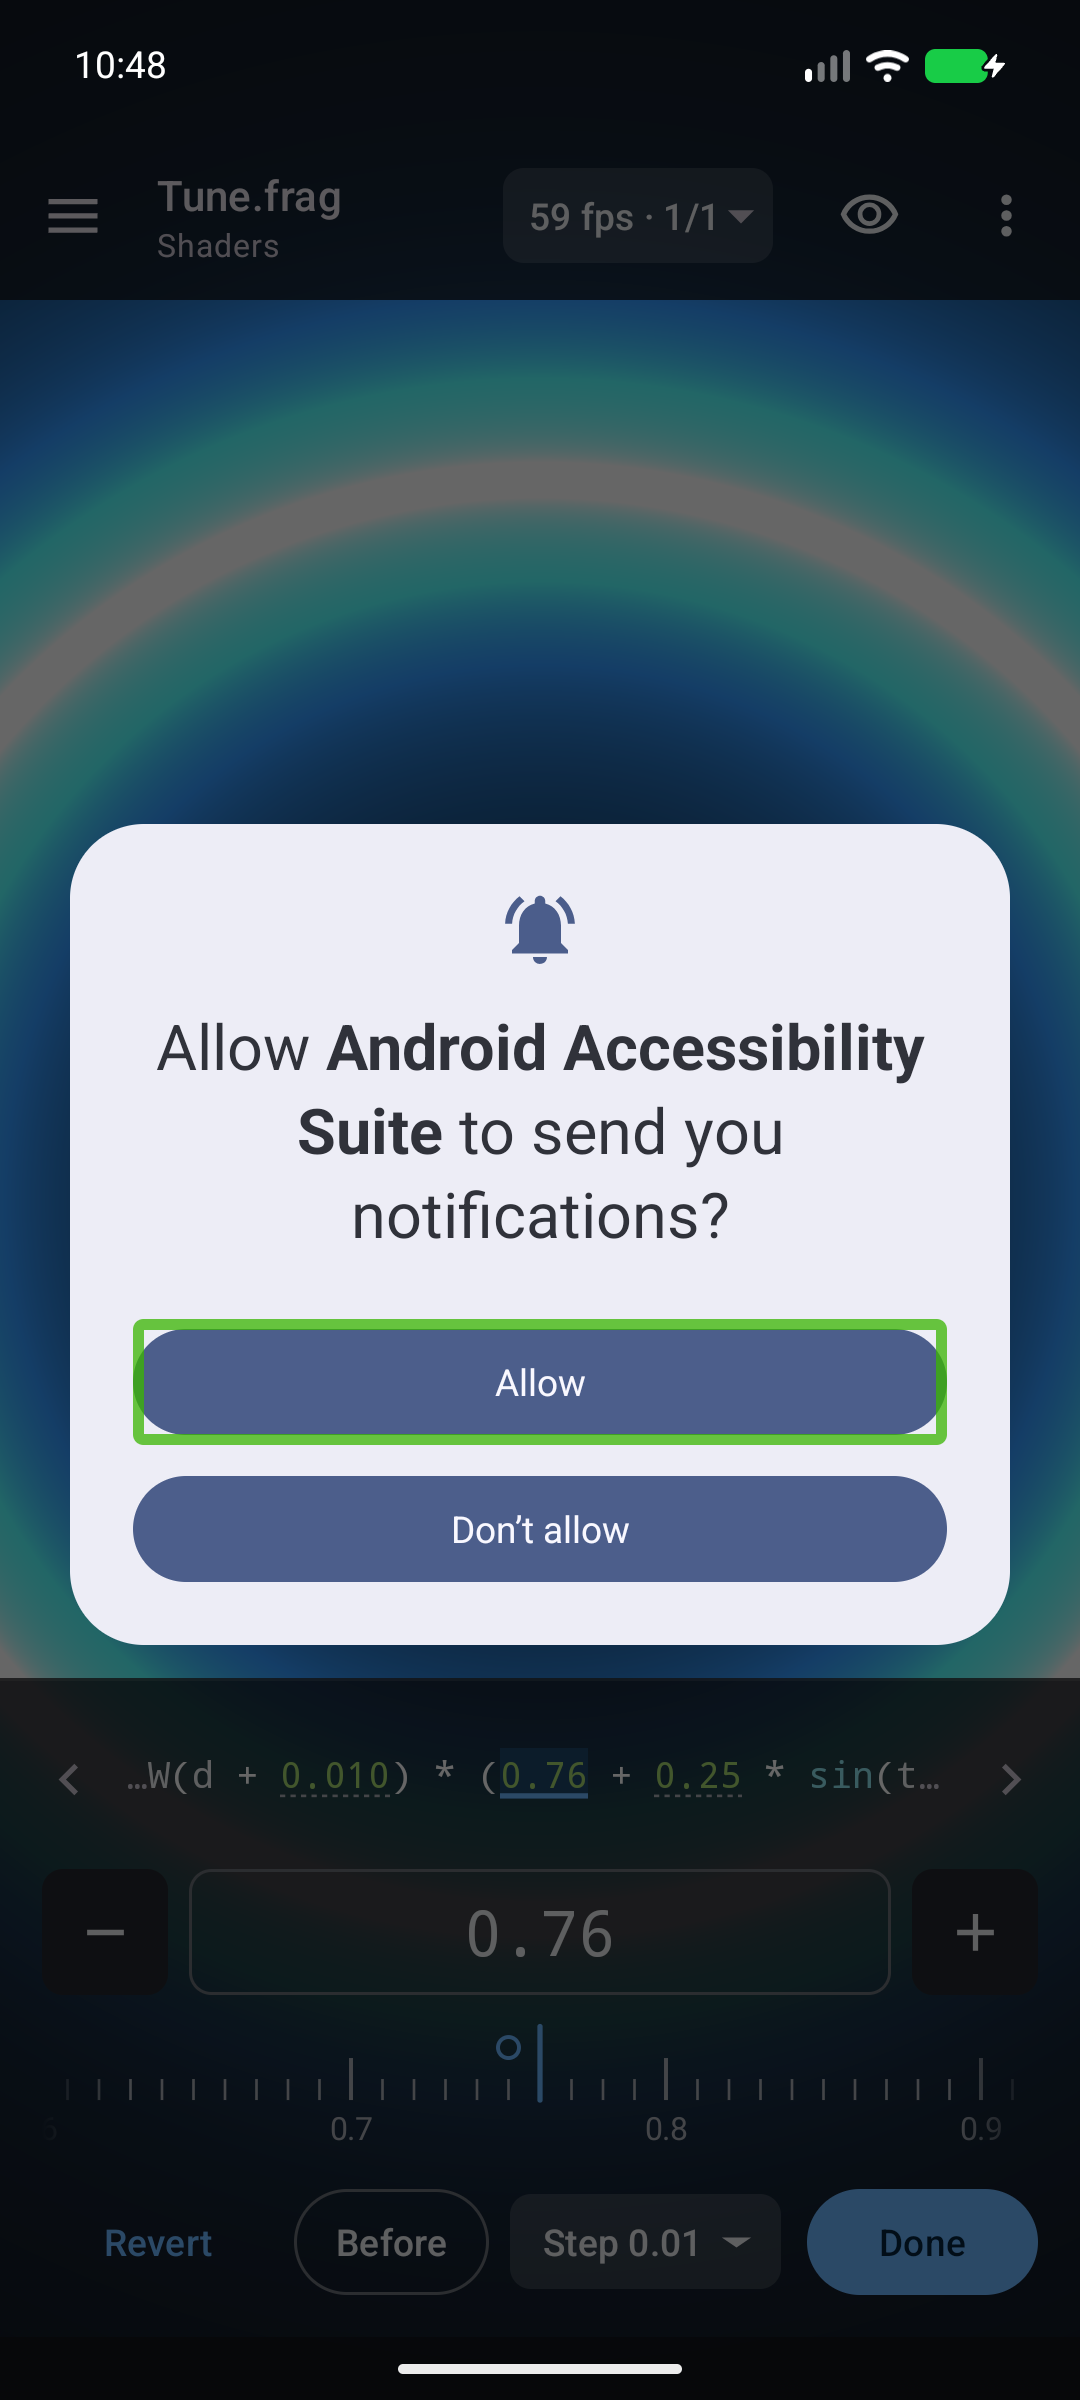 10:48
Tune.frag
Shaders
59 fps · 1/1
Allow Android Accessibility
Suite to send you
notifications?
Allow
Don’t allow
…W(d + 0.010) * (0.76 + 0.25 * sin(t…
0.76
0.7 0.8 0.9
Revert Before Step 0.01 Done